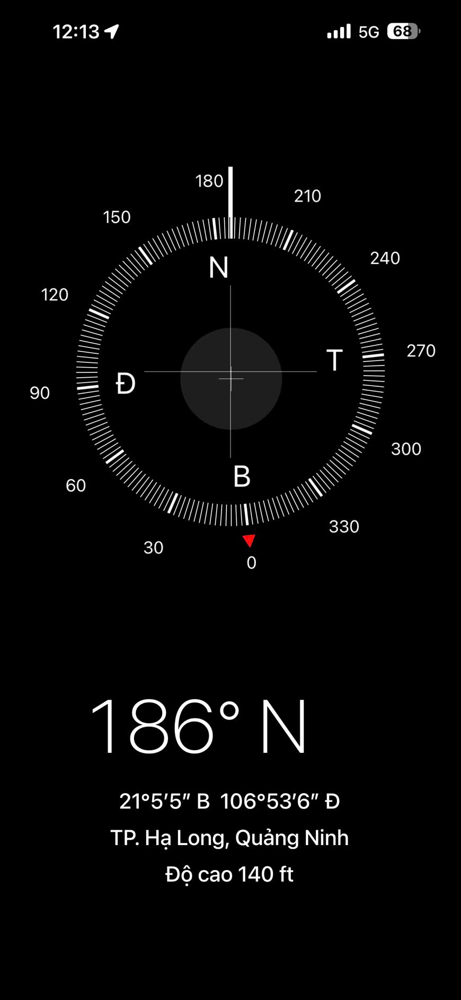 12:13 5G 68
180
210
150
240
N
120
270
T
Đ
90
300
B
60
330
30
0
186° N
21°5’5” B 106°53’6” Đ
TP. Hạ Long, Quảng Ninh
Độ cao 140 ft